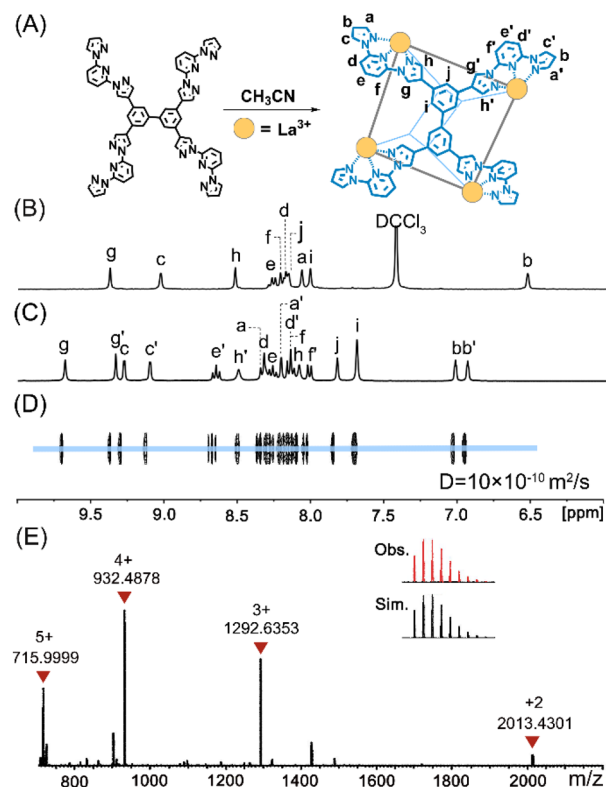 (A)
CH₃CN
= La³⁺
N N N N N N N N N N N N N N N N N N N N
b a
c
d
e
f
g
h
i
j
g'
h'
f'
e'
d'
c'
b
a'
N N N N N N N N N N N N N N N N N N N N
(B)
g
c
h
e
f
d
j
a
i
DCCl₃
b
(C)
g
g'
c
c'
e'
h'
a
d
e
a'
d'
f
h
f'
j
i
bb'
(D)
D=10×10⁻¹⁰ m²/s
9.5 9.0 8.5 8.0 7.5 7.0 6.5 [ppm]
(E)
5+
715.9999
4+
932.4878
3+
1292.6353
+2
2013.4301
Obs.
Sim.
800 1000 1200 1400 1600 1800 2000 m/z